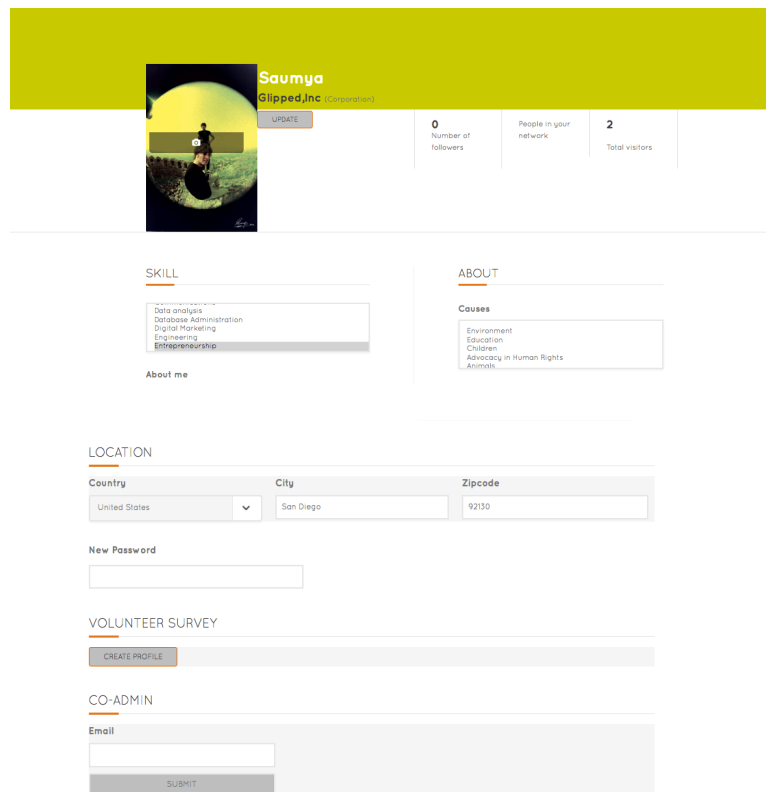 Saumya
Glipped,Inc (Corporation)
UPDATE
0
Number of
followers
People in your
network
2
Total visitors
SKILL
Data analysis
Database Administration
Digital Marketing
Engineering
Entrepreneurship
About me
ABOUT
Causes
Environment
Education
Children
Advocacy in Human Rights
Animals
LOCATION
Country
City
Zipcode
United States
San Diego
92130
New Password
VOLUNTEER SURVEY
CREATE PROFILE
CO-ADMIN
Email
SUBMIT